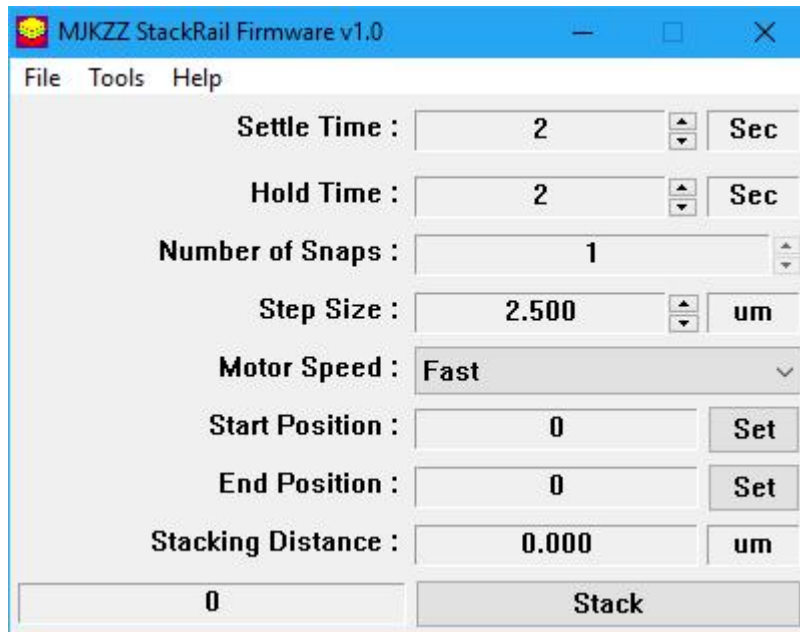 MJKZZ StackRail Firmware v1.0
File Tools Help
Settle Time : 2 Sec
Hold Time : 2 Sec
Number of Snaps : 1
Step Size : 2.500 um
Motor Speed : Fast
Start Position : 0 Set
End Position : 0 Set
Stacking Distance : 0.000 um
0 Stack